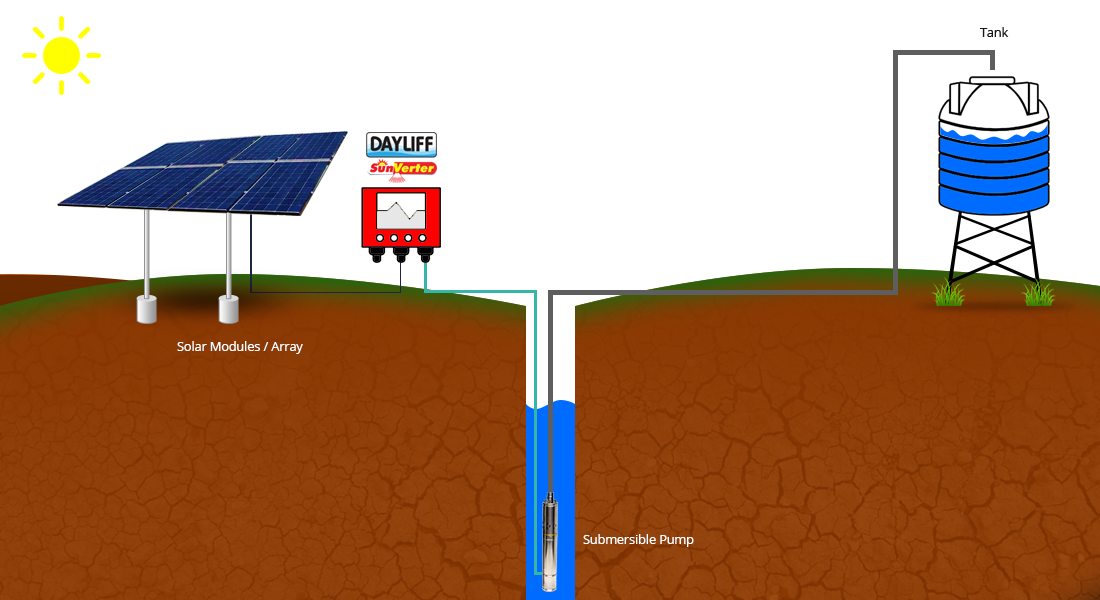 Tank
DAYLIFF
SunVerter
Solar Modules / Array
Submersible Pump